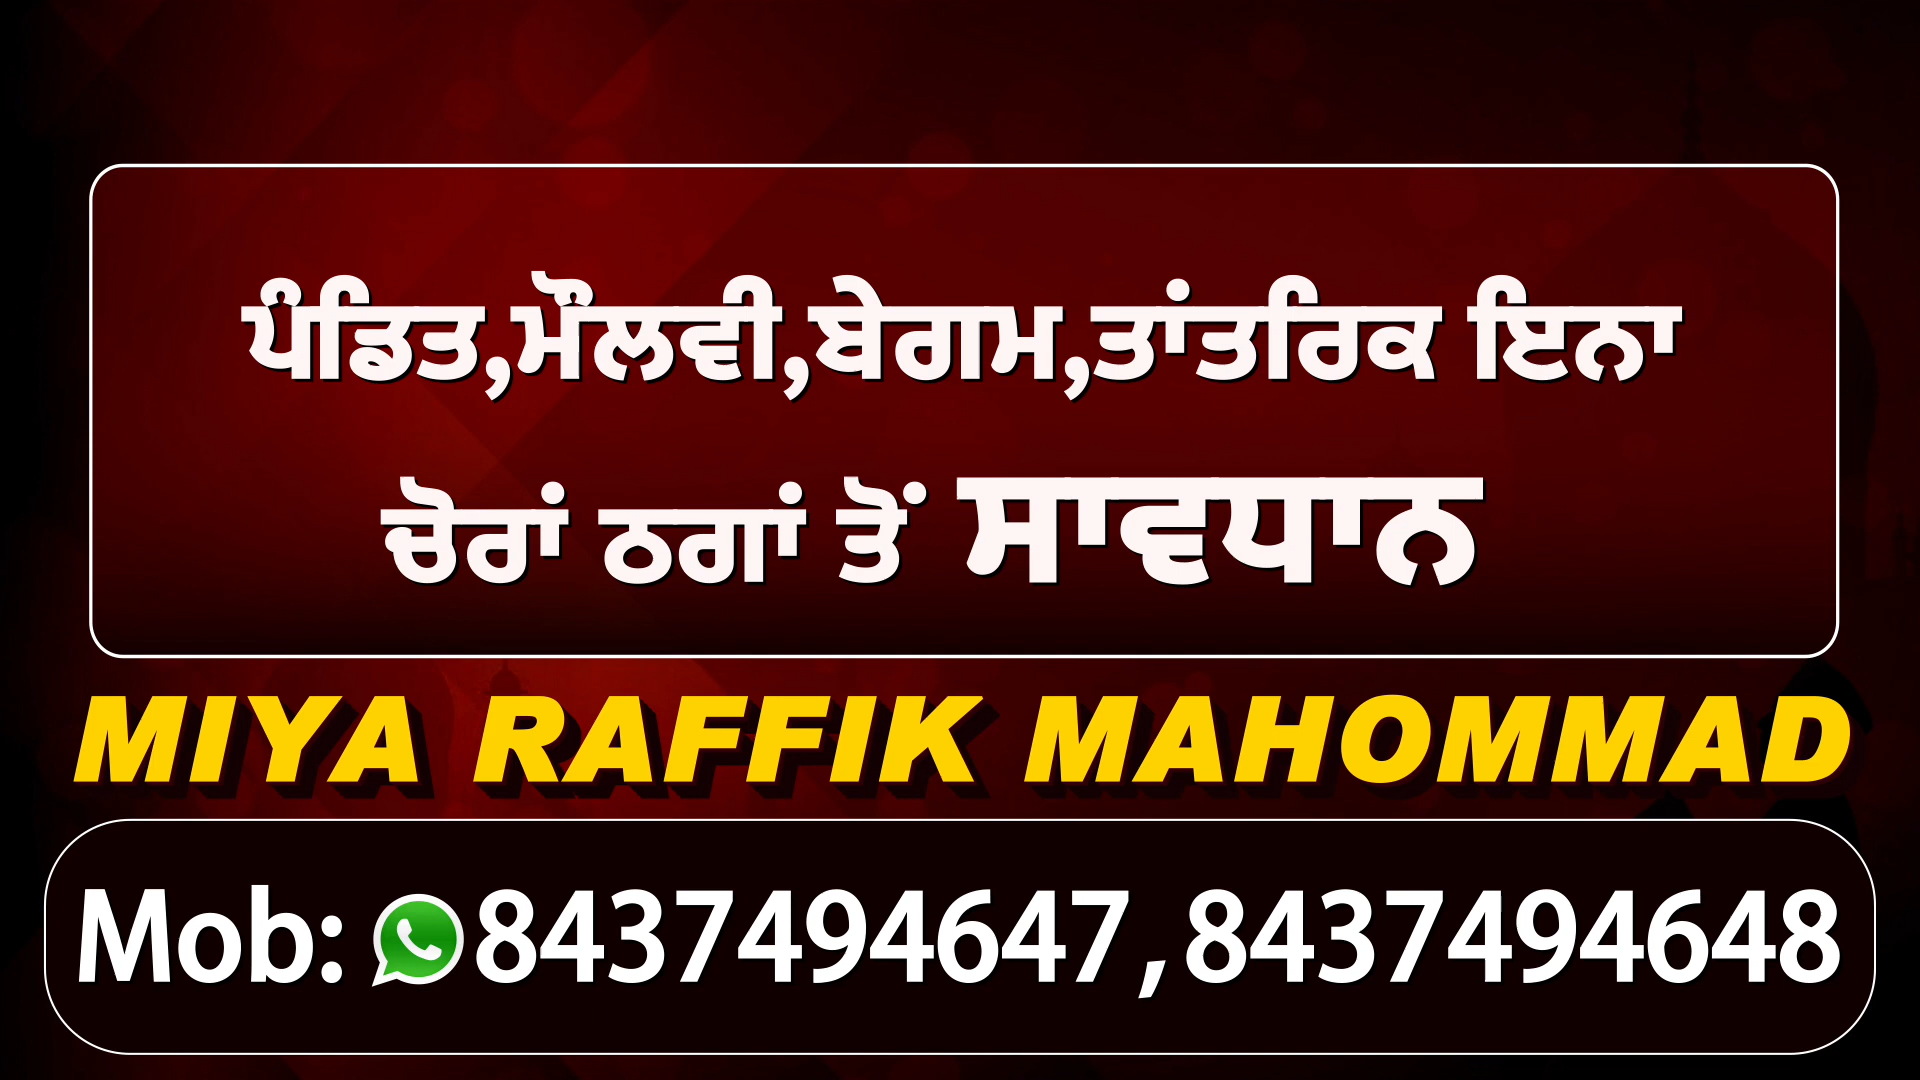 ਪੰਡਿਤ,ਮੌਲਵੀ,ਬੇਗਮ,ਤਾਂਤਰਿਕ ਇਨਾ
ਚੋਰਾਂ ਠਗਾਂ ਤੋਂ ਸਾਵਧਾਨ
MIYA RAFFIK MAHOMMAD
Mob: 8437494647, 8437494648